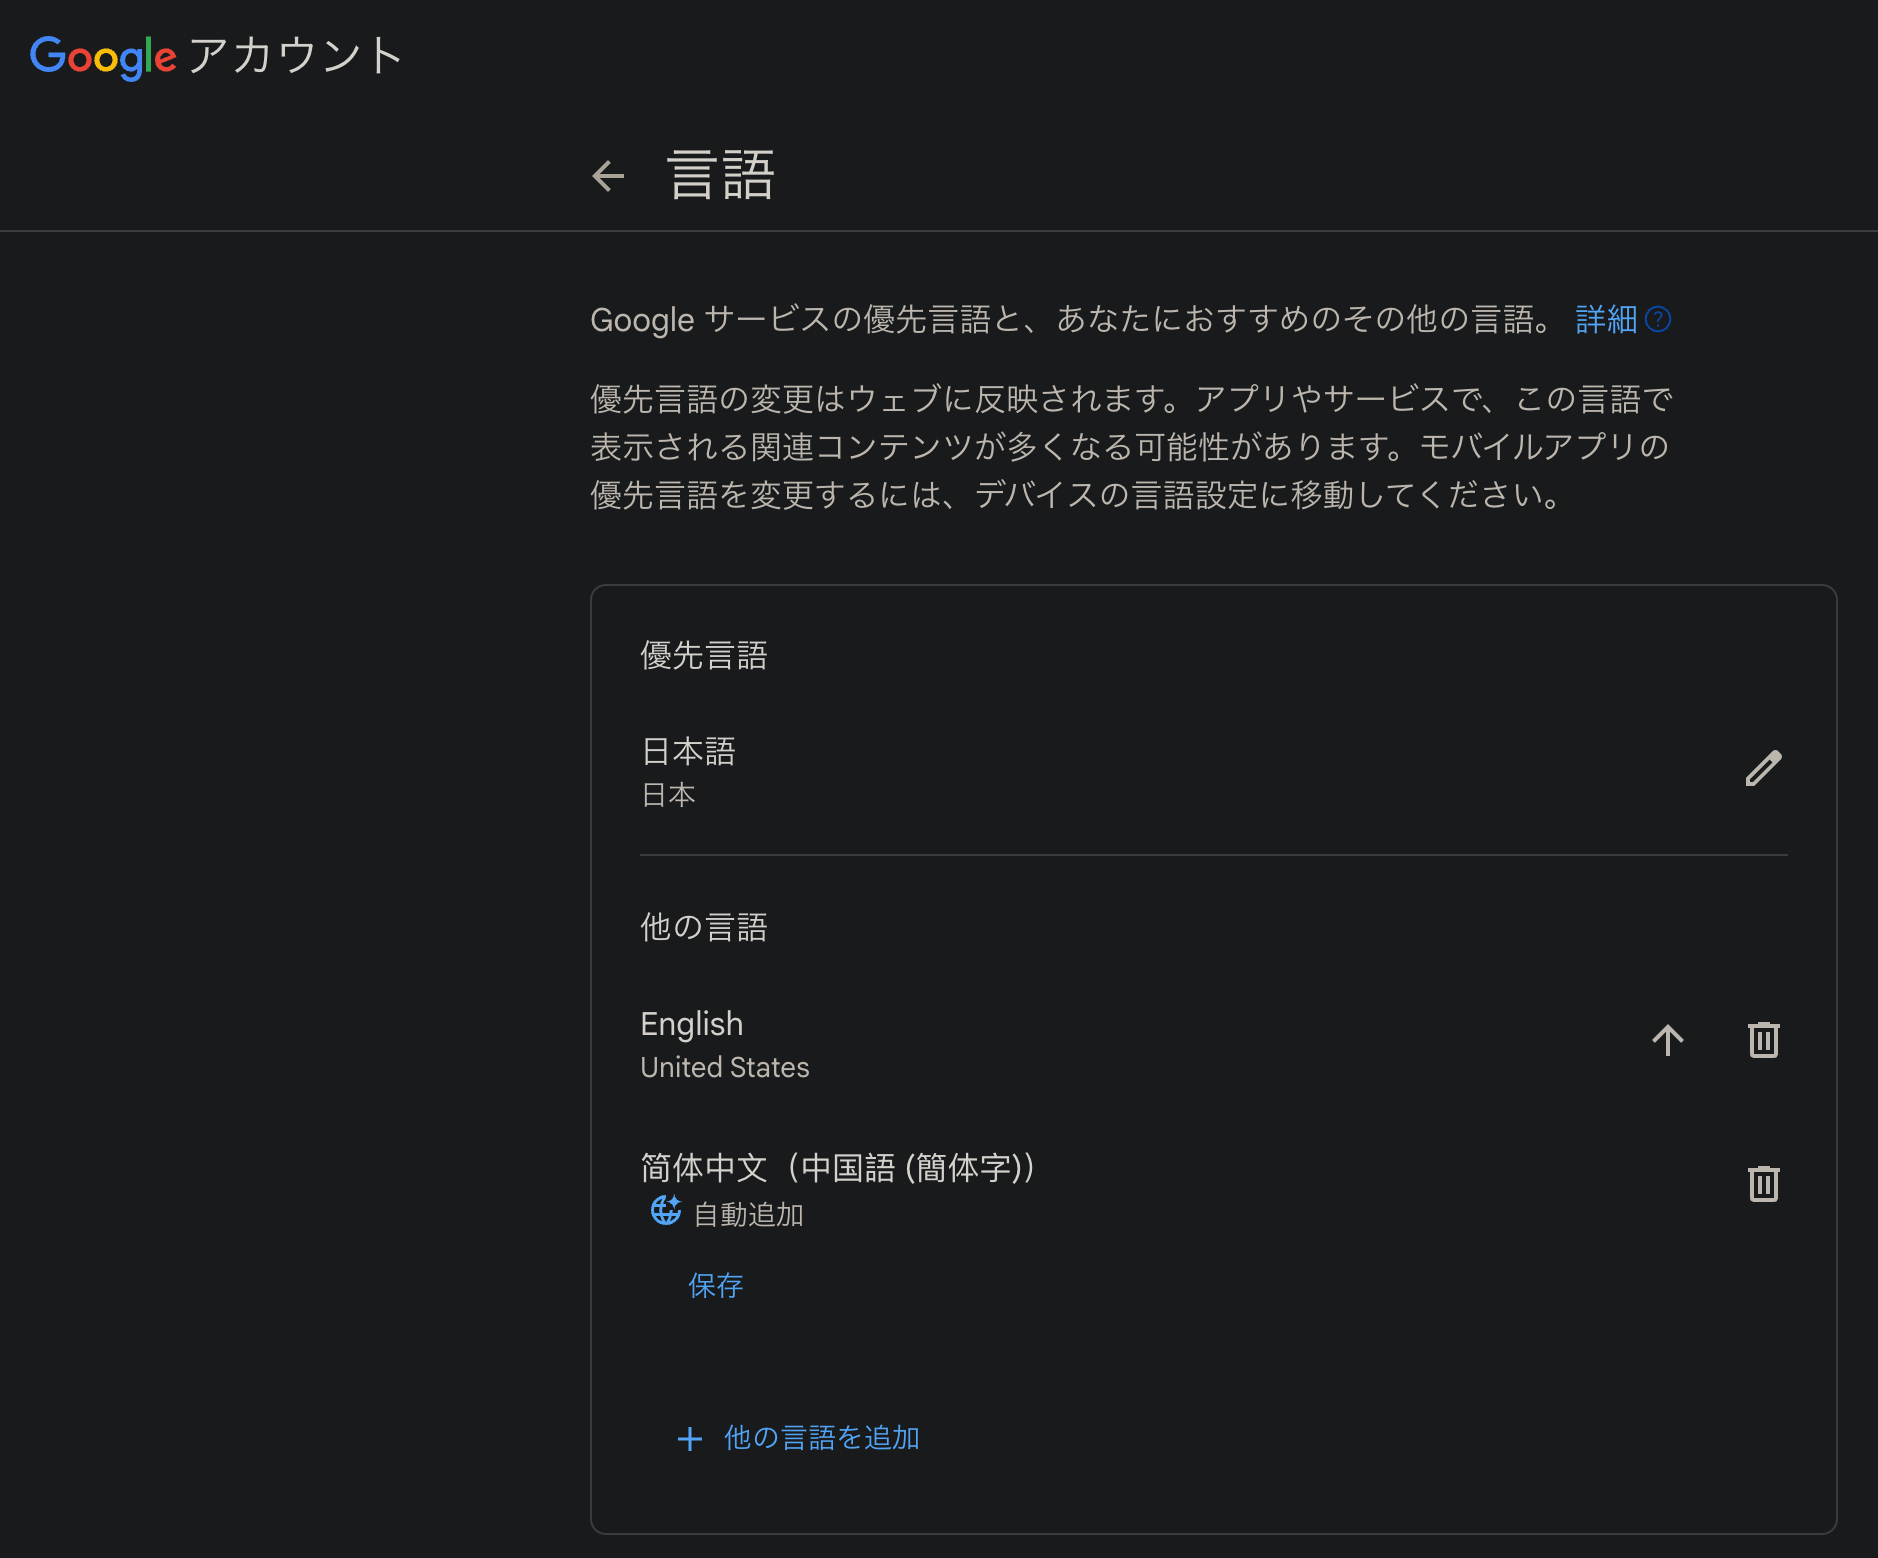 Google アカウント
言語
Google サービスの優先言語と、あなたにおすすめのその他の言語。 詳細
優先言語の変更はウェブに反映されます。アプリやサービスで、この言語で
表示される関連コンテンツが多くなる可能性があります。モバイルアプリの
優先言語を変更するには、デバイスの言語設定に移動してください。
優先言語
日本語
日本
他の言語
English
United States
简体中文（中国語 (簡体字)）
自動追加
保存
他の言語を追加